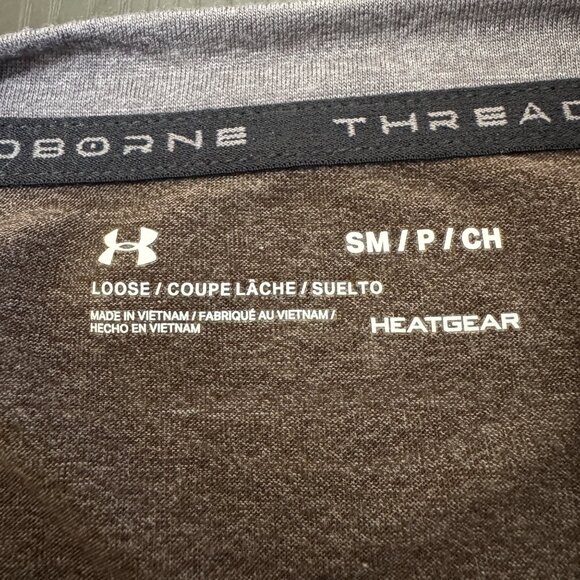 DBORNE THREAD
SM / P / CH
LOOSE / COUPE LÂCHE / SUELTO
MADE IN VIETNAM / FABRIQUÉ AU VIETNAM /
HECHO EN VIETNAM
HEATGEAR